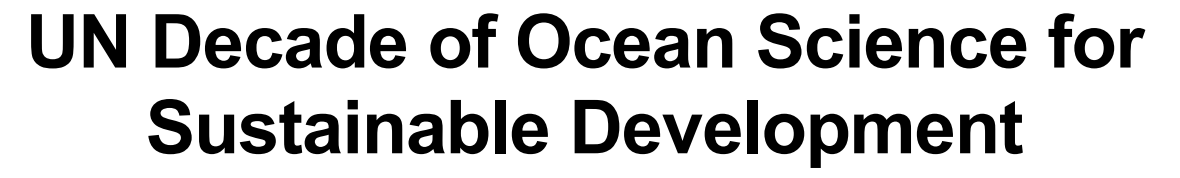 UN Decade of Ocean Science for
Sustainable Development